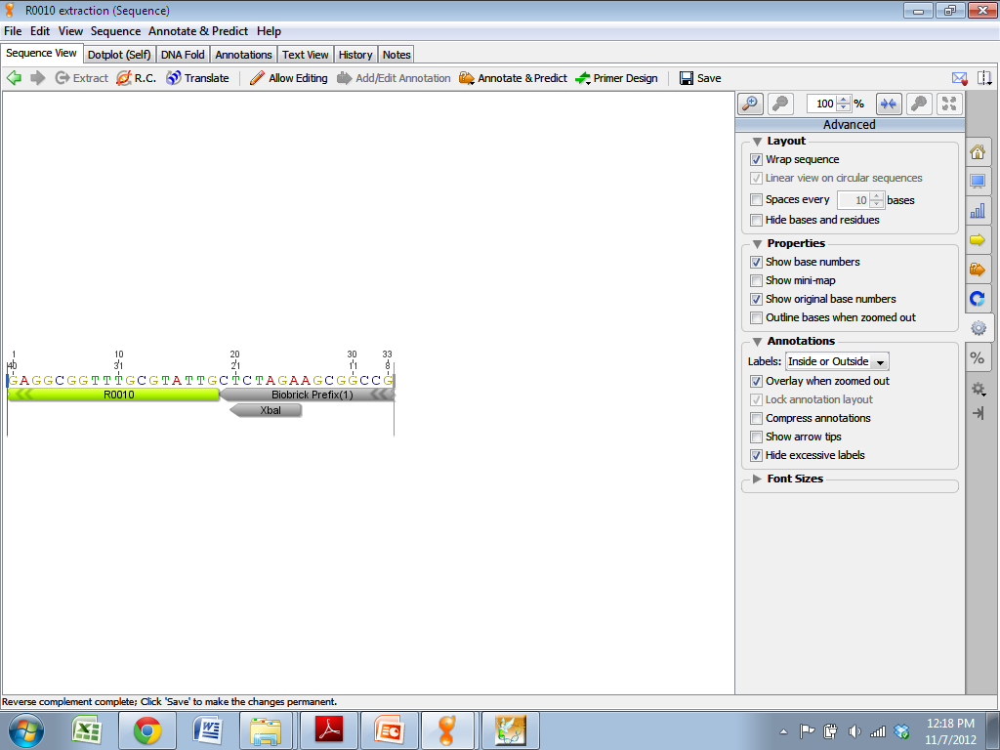 R0010 extraction (Sequence)
File Edit View Sequence Annotate & Predict Help
Sequence View Dotplot (Self) DNA Fold Annotations Text View History Notes
Extract R.C. Translate Allow Editing Add/Edit Annotation Annotate & Predict Primer Design Save
100 %
Advanced
Layout
Wrap sequence
Linear view on circular sequences
Spaces every 10 bases
Hide bases and residues
Properties
Show base numbers
Show mini-map
Show original base numbers
Outline bases when zoomed out
Annotations
Labels: Inside or Outside
Overlay when zoomed out
Lock annotation layout
Compress annotations
Show arrow tips
Hide excessive labels
Font Sizes
1 10 20 30 33
40 31 21 11 8
GAGGCGGTTTGCGTATTGCTCTAGAAGCGGCCG
R0010 Biobrick Prefix(1)
XbaI
%
Reverse complement complete; Click 'Save' to make the changes permanent.
12:18 PM
11/7/2012